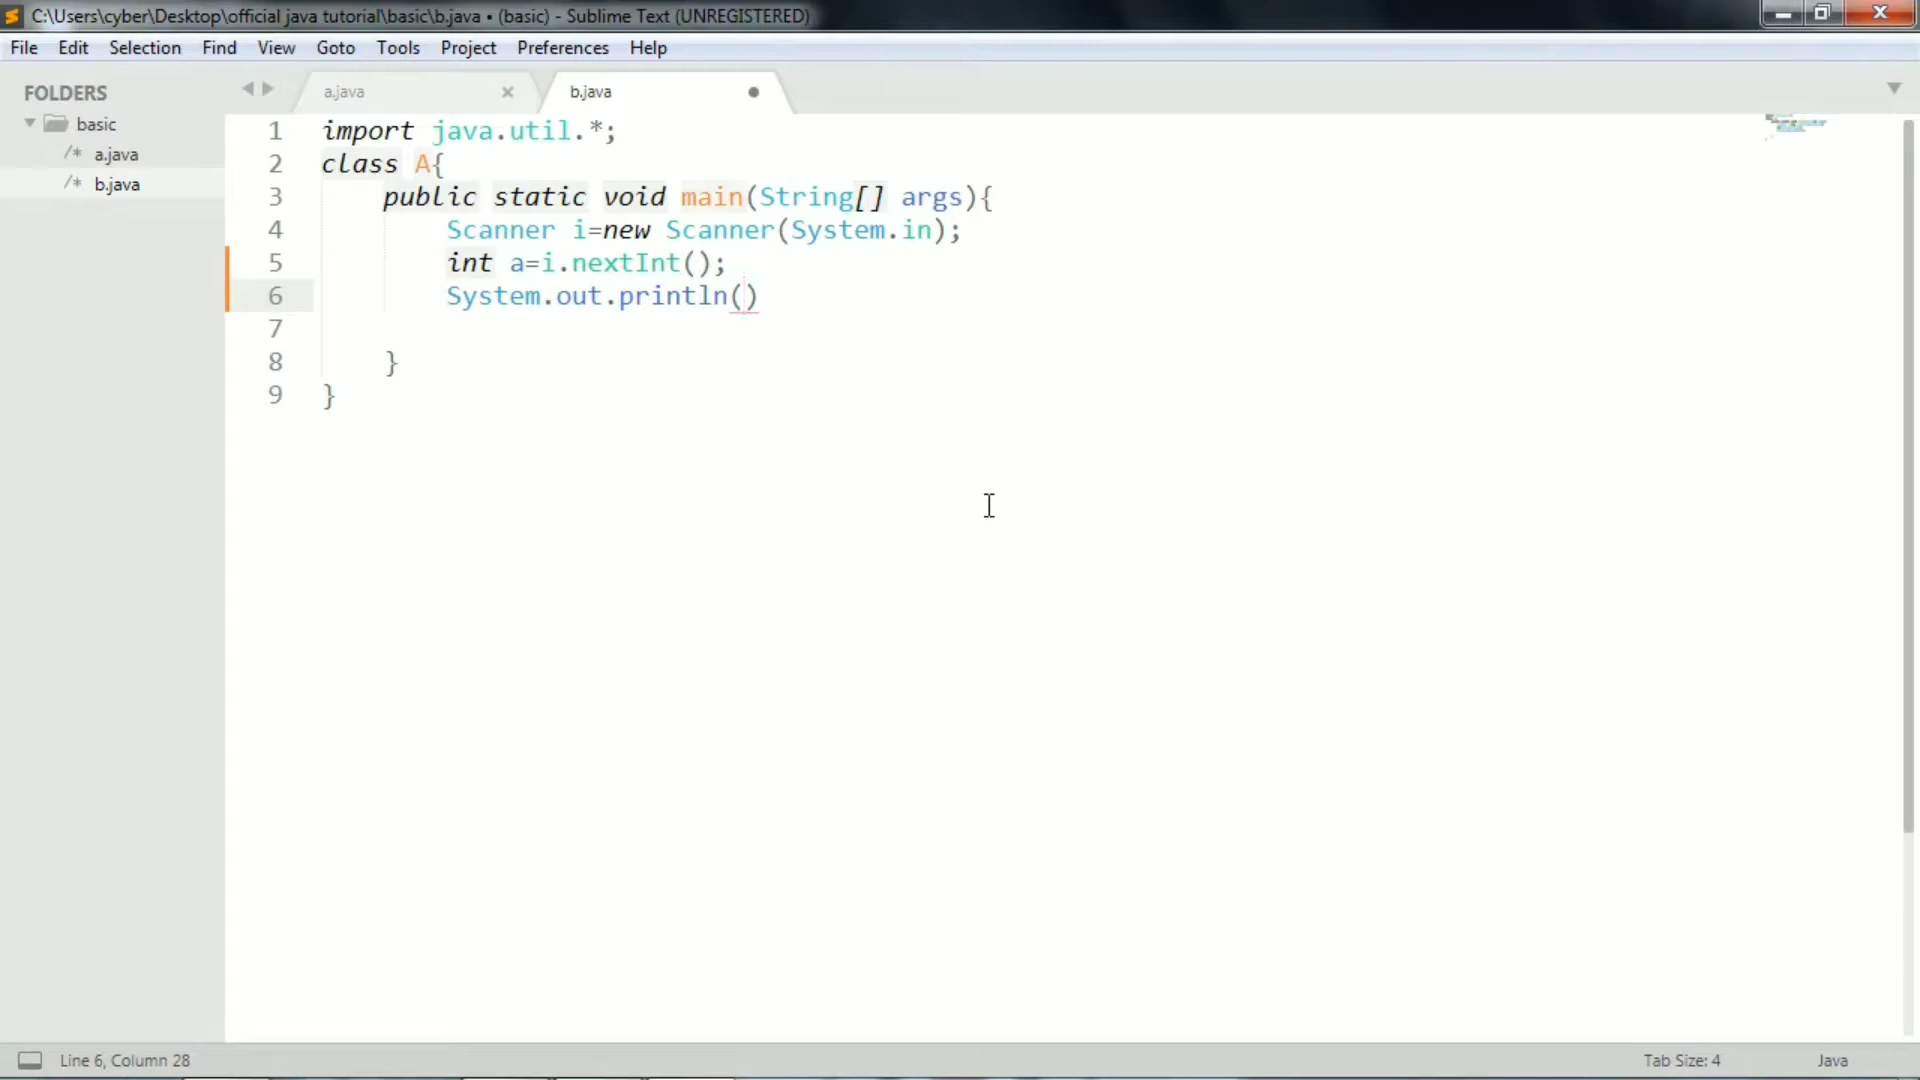 C:\Users\cyber\Desktop\official java tutorial\basic\b.java • (basic) - Sublime Text (UNREGISTERED)
File Edit Selection Find View Goto Tools Project Preferences Help
FOLDERS
basic
/* a.java
/* b.java
a.java
b.java
1 import java.util.*;
2 class A{
3 public static void main(String[] args){
4 Scanner i=new Scanner(System.in);
5 int a=i.nextInt();
6 System.out.println()
7
8 }
9 }
Line 6, Column 28
Tab Size: 4
Java